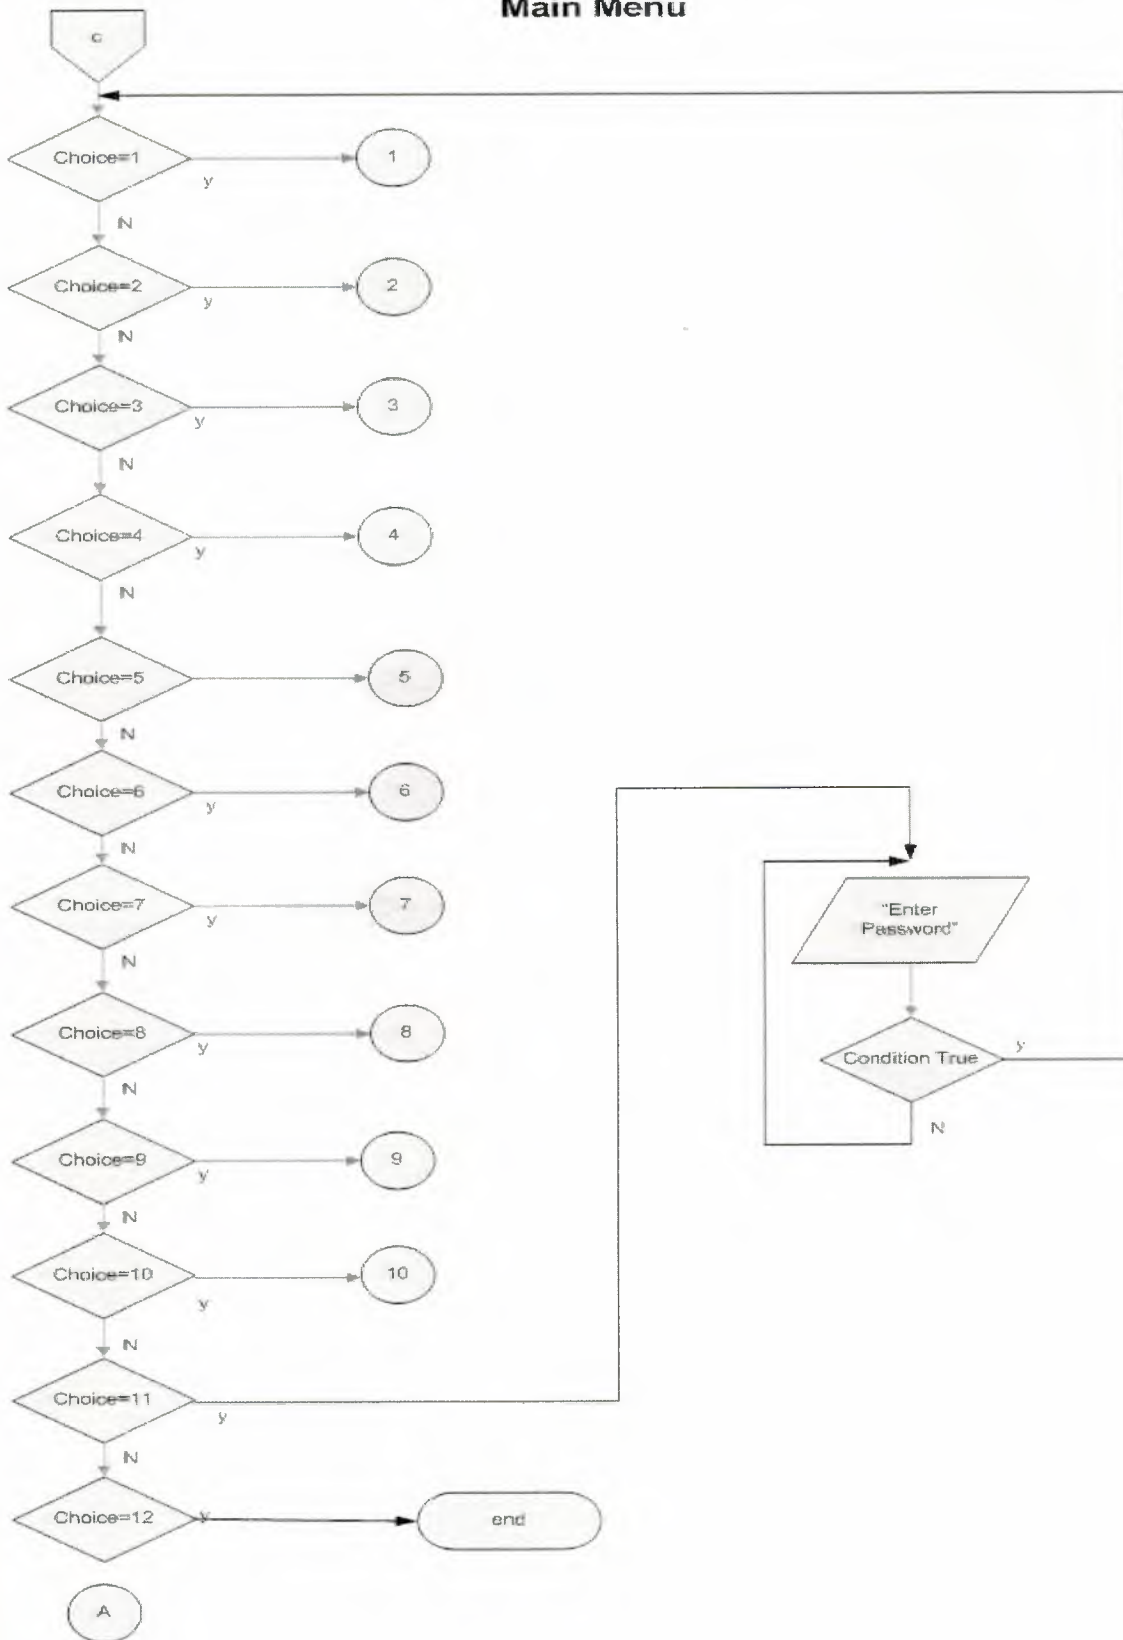 Main Menu
c
Choice=1
y
1
N
Choice=2
y
2
N
Choice=3
y
3
N
Choice=4
y
4
N
Choice=5
5
N
Choice=6
y
6
N
Choice=7
y
7
N
Choice=8
y
8
N
Choice=9
y
9
N
Choice=10
y
10
N
Choice=11
y
"Enter
Password"
Condition True
y
N
N
Choice=12
y
end
A